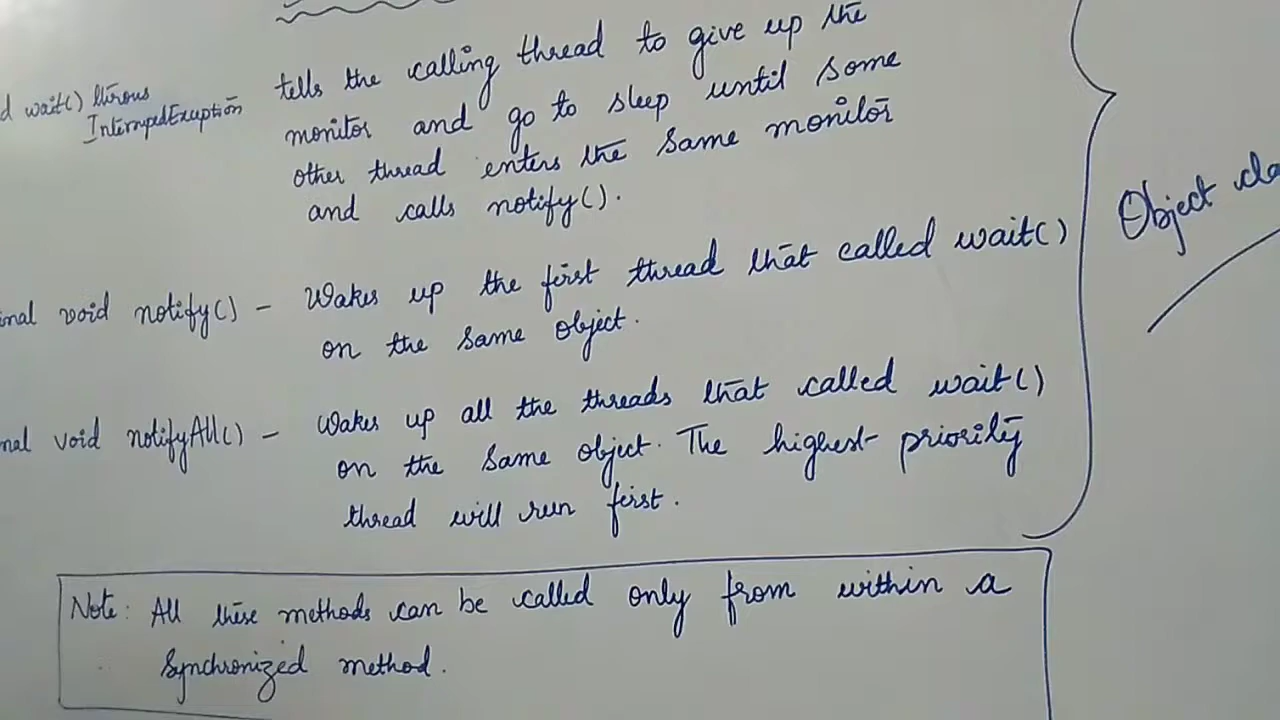 d wait() throws
InterrupedException
tells the calling thread to give up the
monitor and go to sleep until some
other thread enters the same monitor
and calls notify().
inal void notify() – Wakes up the first thread that called wait()
on the same object.
nal void notifyAll() – Wakes up all the threads that called wait()
on the same object. The highest priority
thread will run first.
Object cla
Note: All these methods can be called only from within a
synchronized method.